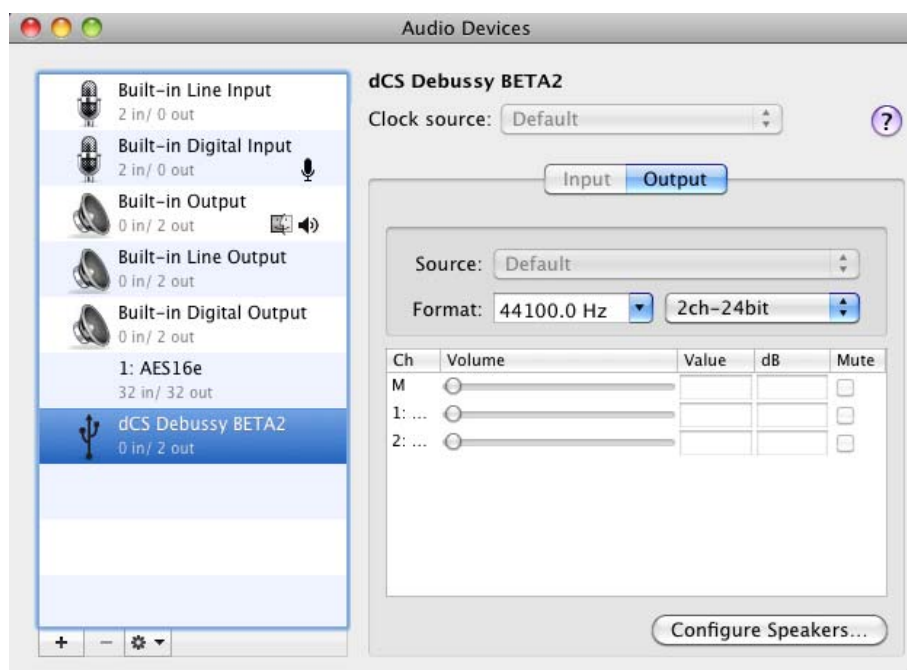 Audio Devices
Built-in Line Input
2 in/ 0 out
Built-in Digital Input
2 in/ 0 out
Built-in Output
0 in/ 2 out
Built-in Line Output
0 in/ 2 out
Built-in Digital Output
0 in/ 2 out
1: AES16e
32 in/ 32 out
dCS Debussy BETA2
0 in/ 2 out
+ −
dCS Debussy BETA2
Clock source: Default
?
Input Output
Source: Default
Format: 44100.0 Hz 2ch-24bit
Ch Volume Value dB Mute
M
1: ...
2: ...
Configure Speakers...